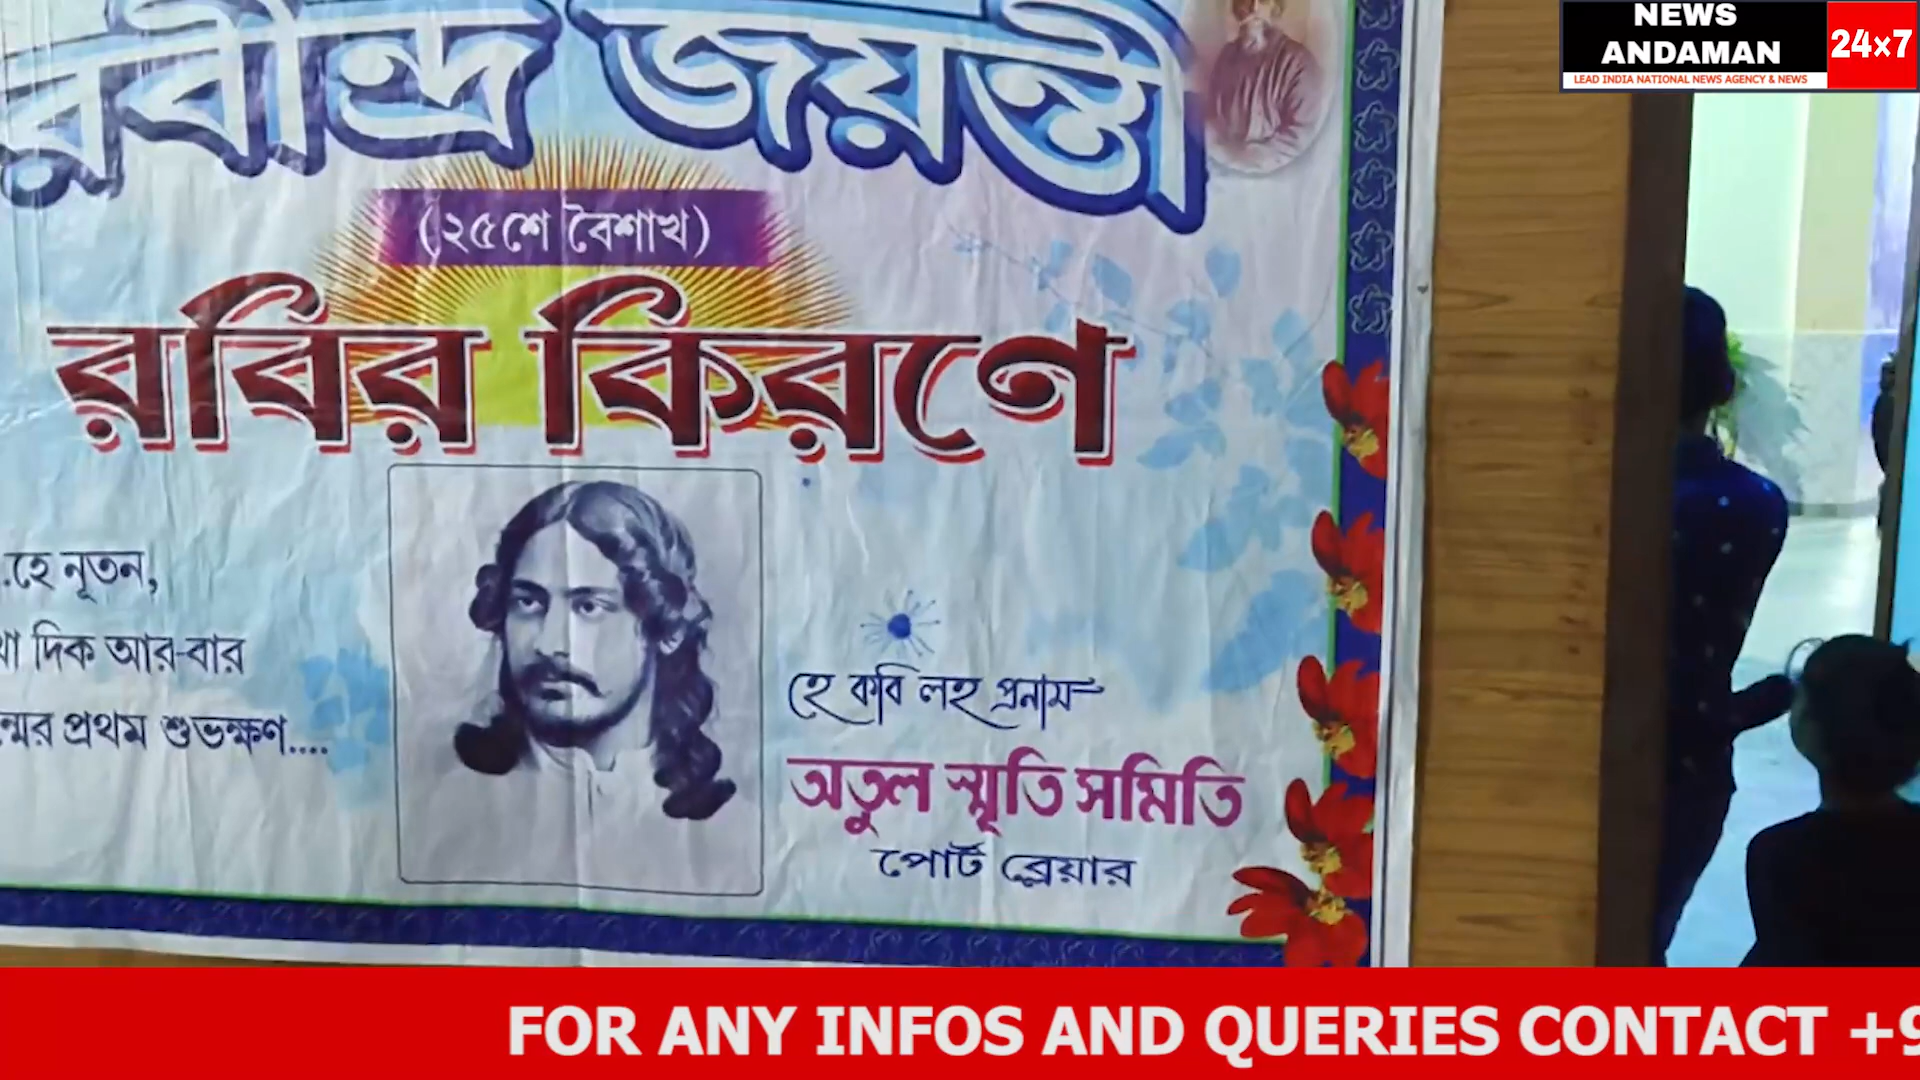 রবীন্দ্র জয়ন্তী
(২৫শে বৈশাখ)
রবির কিরণে
..হে নূতন,
দিক আর-বার
প্রথম শুভক্ষণ....
হে কবি লহ প্রনাম
অতুল স্মৃতি সমিতি
পোর্ট ব্লেয়ার
NEWS
ANDAMAN
24×7
LEAD INDIA NATIONAL NEWS AGENCY & NEWS
FOR ANY INFOS AND QUERIES CONTACT +9